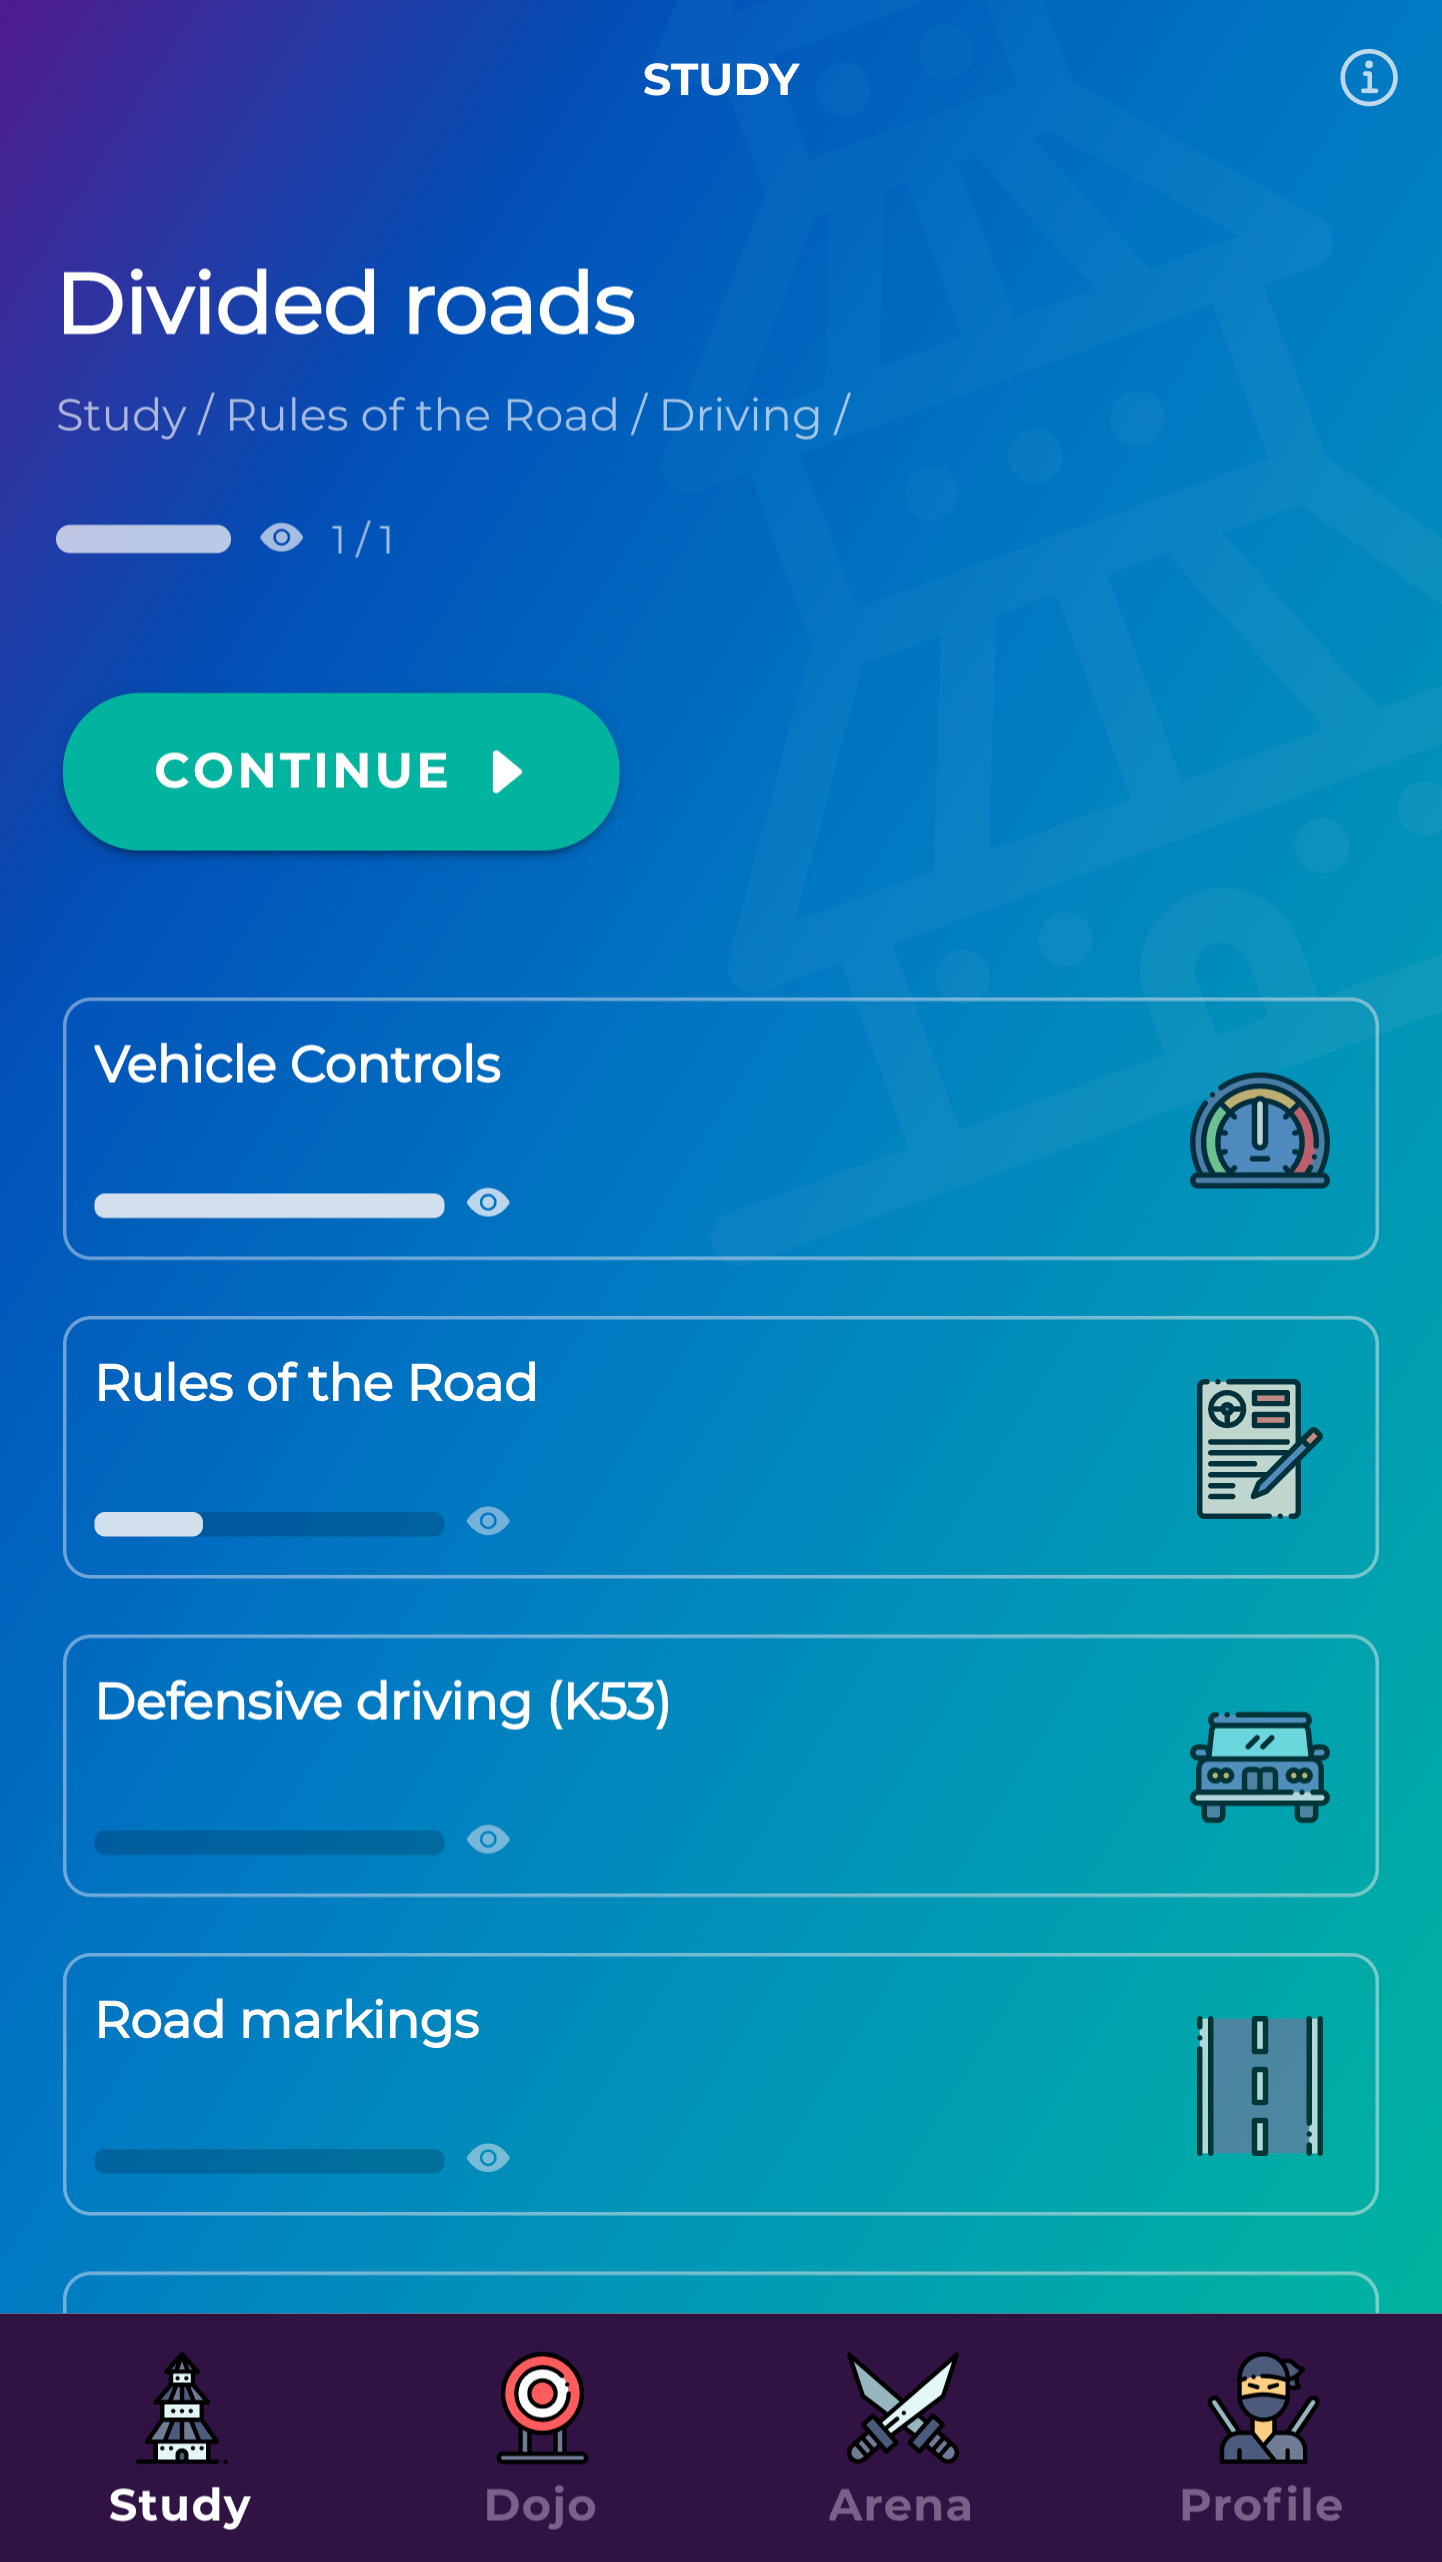 STUDY
Divided roads
Study / Rules of the Road / Driving /
1 / 1
CONTINUE
Vehicle Controls
Rules of the Road
Defensive driving (K53)
Road markings
Study
Dojo
Arena
Profile